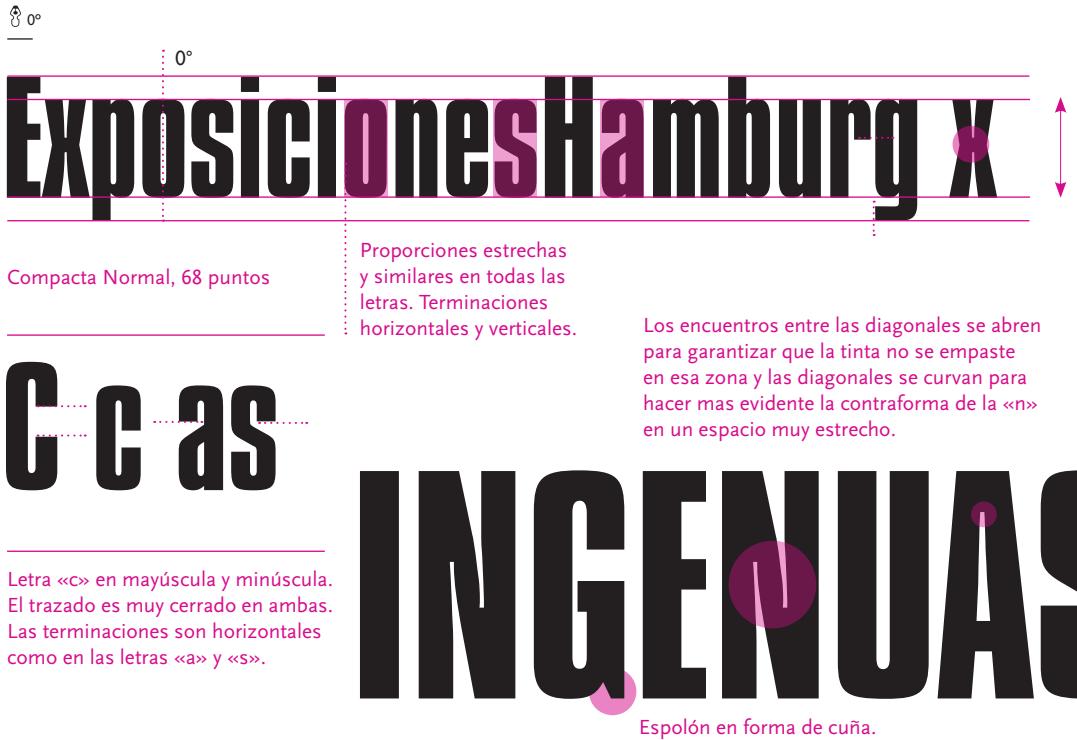 0°
0°
ExposicionesHamburg x
Compacta Normal, 68 puntos
Proporciones estrechas
y similares en todas las
letras. Terminaciones
horizontales y verticales.
Los encuentros entre las diagonales se abren
para garantizar que la tinta no se empaste
en esa zona y las diagonales se curvan para
hacer mas evidente la contraforma de la «n»
en un espacio muy estrecho.
C c as
INGENUAS
Letra «c» en mayúscula y minúscula.
El trazado es muy cerrado en ambas.
Las terminaciones son horizontales
como en las letras «a» y «s».
Espolón en forma de cuña.